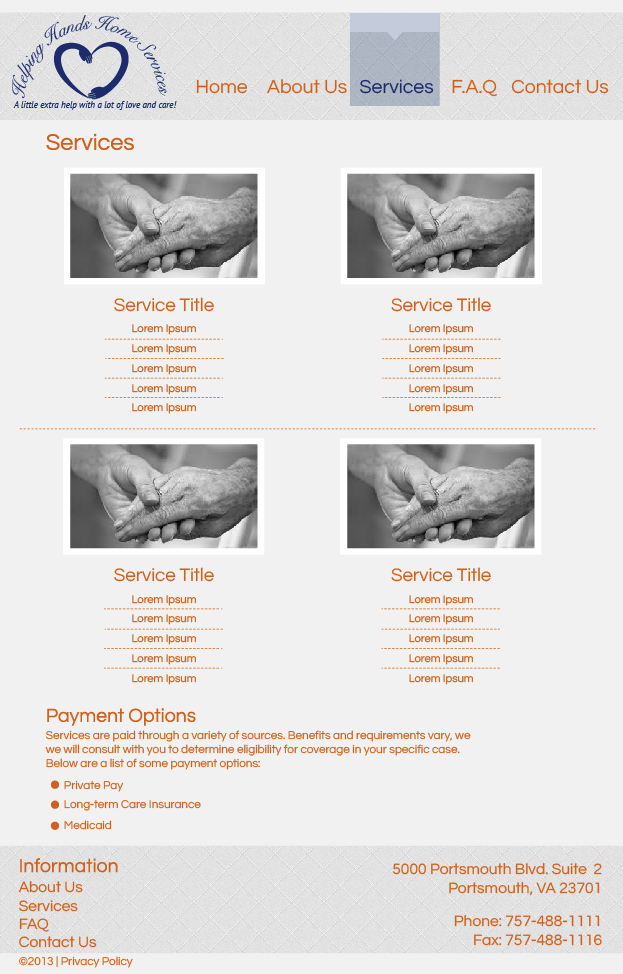 Helping Hands Home Services
A little extra help with a lot of love and care!
Home About Us Services F.A.Q Contact Us
Services
Service Title Service Title
Lorem Ipsum Lorem Ipsum
Lorem Ipsum Lorem Ipsum
Lorem Ipsum Lorem Ipsum
Lorem Ipsum Lorem Ipsum
Lorem Ipsum Lorem Ipsum
Service Title Service Title
Lorem Ipsum Lorem Ipsum
Lorem Ipsum Lorem Ipsum
Lorem Ipsum Lorem Ipsum
Lorem Ipsum Lorem Ipsum
Lorem Ipsum Lorem Ipsum
Payment Options
Services are paid through a variety of sources. Benefits and requirements vary, we
we will consult with you to determine eligibility for coverage in your specific case.
Below are a list of some payment options:
Private Pay
Long-term Care Insurance
Medicaid
Information
About Us
Services
FAQ
Contact Us
©2013 | Privacy Policy
5000 Portsmouth Blvd. Suite 2
Portsmouth, VA 23701
Phone: 757-488-1111
Fax: 757-488-1116